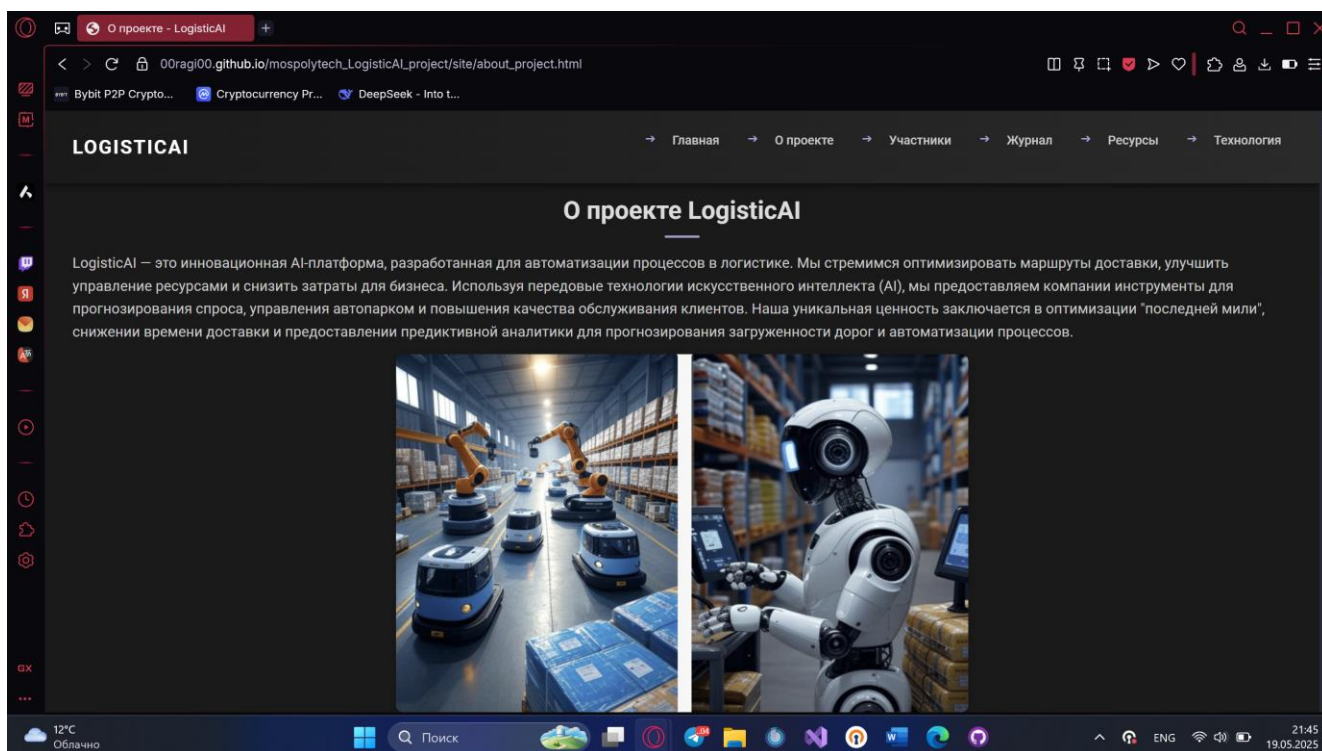 О проекте - LogisticAI
00ragi00.github.io/mospolytech_LogisticAI_project/site/about_project.html
Bybit P2P Crypto... Cryptocurrency Pr... DeepSeek - Into t...
LOGISTICAI
→ Главная → О проекте → Участники → Журнал → Ресурсы → Технология
О проекте LogisticAI
LogisticAI — это инновационная AI-платформа, разработанная для автоматизации процессов в логистике. Мы стремимся оптимизировать маршруты доставки, улучшить
управление ресурсами и снизить затраты для бизнеса. Используя передовые технологии искусственного интеллекта (AI), мы предоставляем компании инструменты для
прогнозирования спроса, управления автопарком и повышения качества обслуживания клиентов. Наша уникальная ценность заключается в оптимизации "последней мили",
снижении времени доставки и предоставлении предиктивной аналитики для прогнозирования загруженности дорог и автоматизации процессов.
GX
12°C
Облачно
Поиск
ENG
21:45
19.05.2025